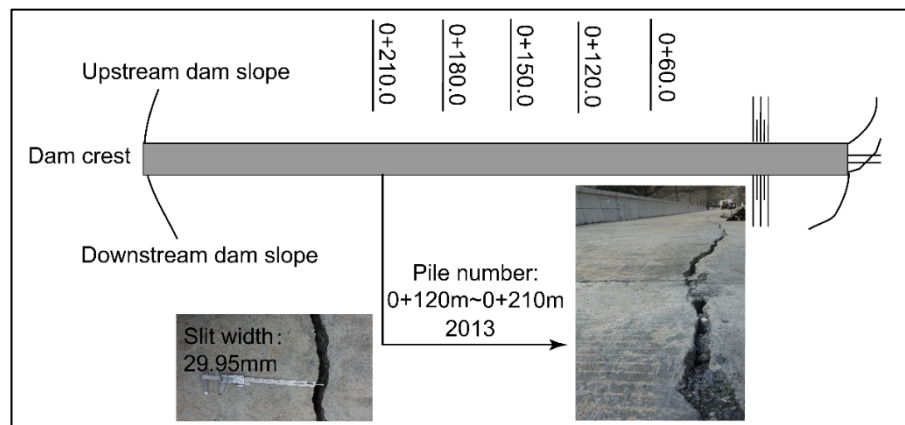 0+210.0
0+180.0
0+150.0
0+120.0
0+60.0
Upstream dam slope
Dam crest
Downstream dam slope
Pile number:
0+120m~0+210m
2013
Slit width:
29.95mm